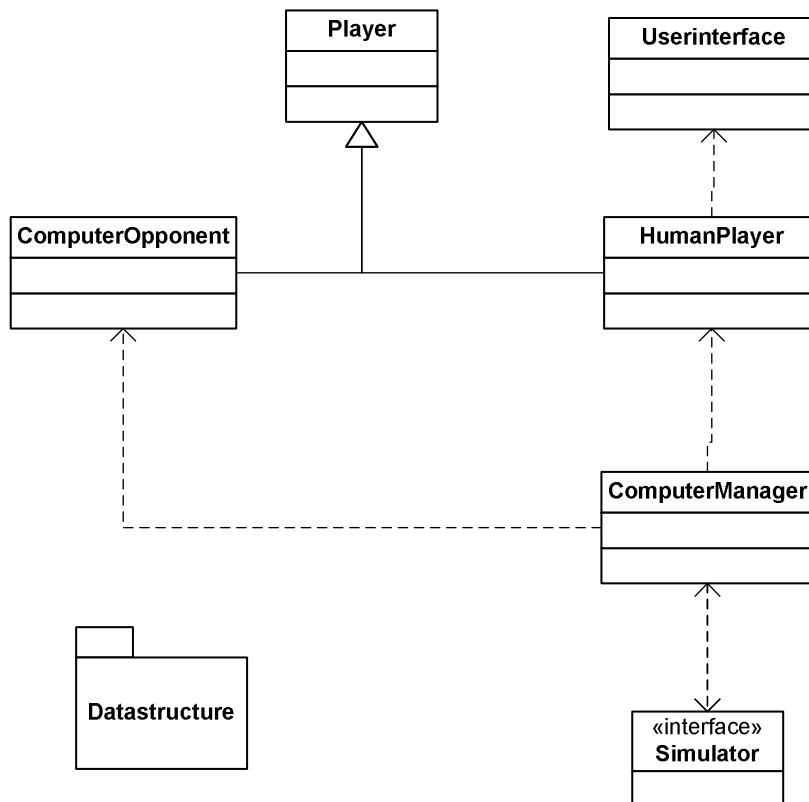 Player
Userinterface
ComputerOpponent
HumanPlayer
ComputerManager
Datastructure
«interface»
Simulator